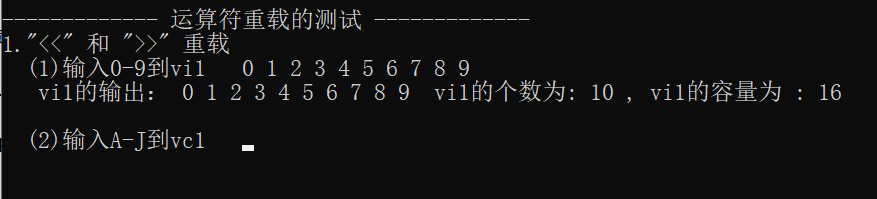 ------------- 运算符重载的测试 -------------
1."<<" 和 ">>" 重载
(1)输入0-9到vi1 0 1 2 3 4 5 6 7 8 9
vi1的输出: 0 1 2 3 4 5 6 7 8 9 vi1的个数为: 10 , vi1的容量为 : 16
(2)输入A-J到vc1